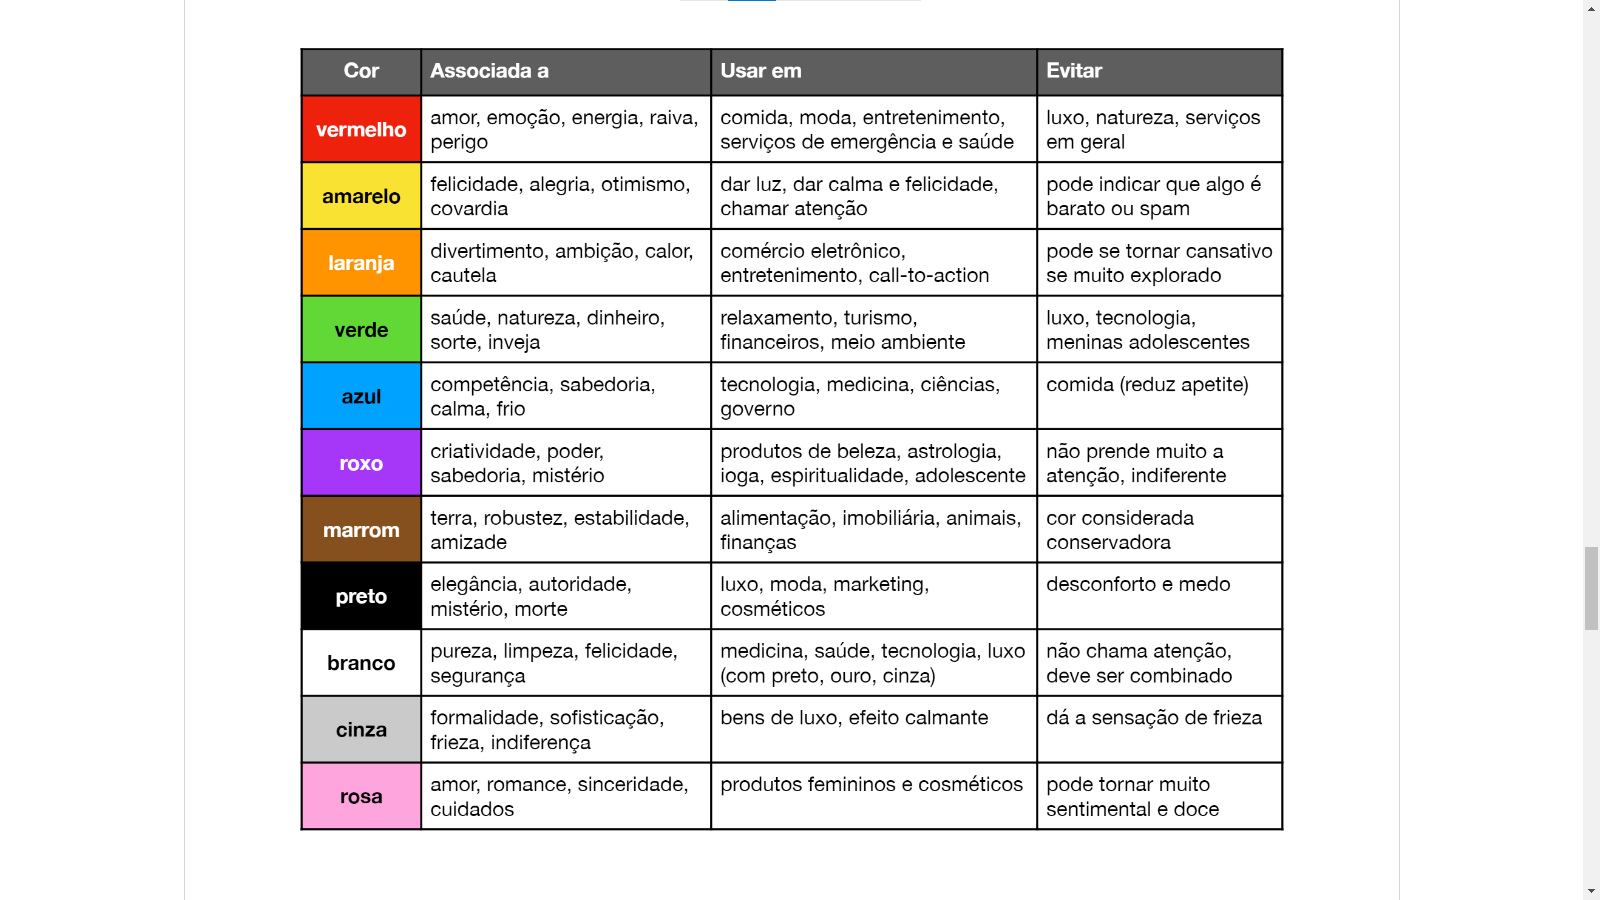 Cor Associada a Usar em Evitar
vermelho
amor, emoção, energia, raiva,
perigo
comida, moda, entretenimento,
serviços de emergência e saúde
luxo, natureza, serviços
em geral
amarelo
felicidade, alegria, otimismo,
covardia
dar luz, dar calma e felicidade,
chamar atenção
pode indicar que algo é
barato ou spam
laranja
divertimento, ambição, calor,
cautela
comércio eletrônico,
entretenimento, call-to-action
pode se tornar cansativo
se muito explorado
verde
saúde, natureza, dinheiro,
sorte, inveja
relaxamento, turismo,
financeiros, meio ambiente
luxo, tecnologia,
meninas adolescentes
azul
competência, sabedoria,
calma, frio
tecnologia, medicina, ciências,
governo
comida (reduz apetite)
roxo
criatividade, poder,
sabedoria, mistério
produtos de beleza, astrologia,
ioga, espiritualidade, adolescente
não prende muito a
atenção, indiferente
marrom
terra, robustez, estabilidade,
amizade
alimentação, imobiliária, animais,
finanças
cor considerada
conservadora
preto
elegância, autoridade,
mistério, morte
luxo, moda, marketing,
cosméticos
desconforto e medo
branco
pureza, limpeza, felicidade,
segurança
medicina, saúde, tecnologia, luxo
(com preto, ouro, cinza)
não chama atenção,
deve ser combinado
cinza
formalidade, sofisticação,
frieza, indiferença
bens de luxo, efeito calmante
dá a sensação de frieza
rosa
amor, romance, sinceridade,
cuidados
produtos femininos e cosméticos
pode tornar muito
sentimental e doce